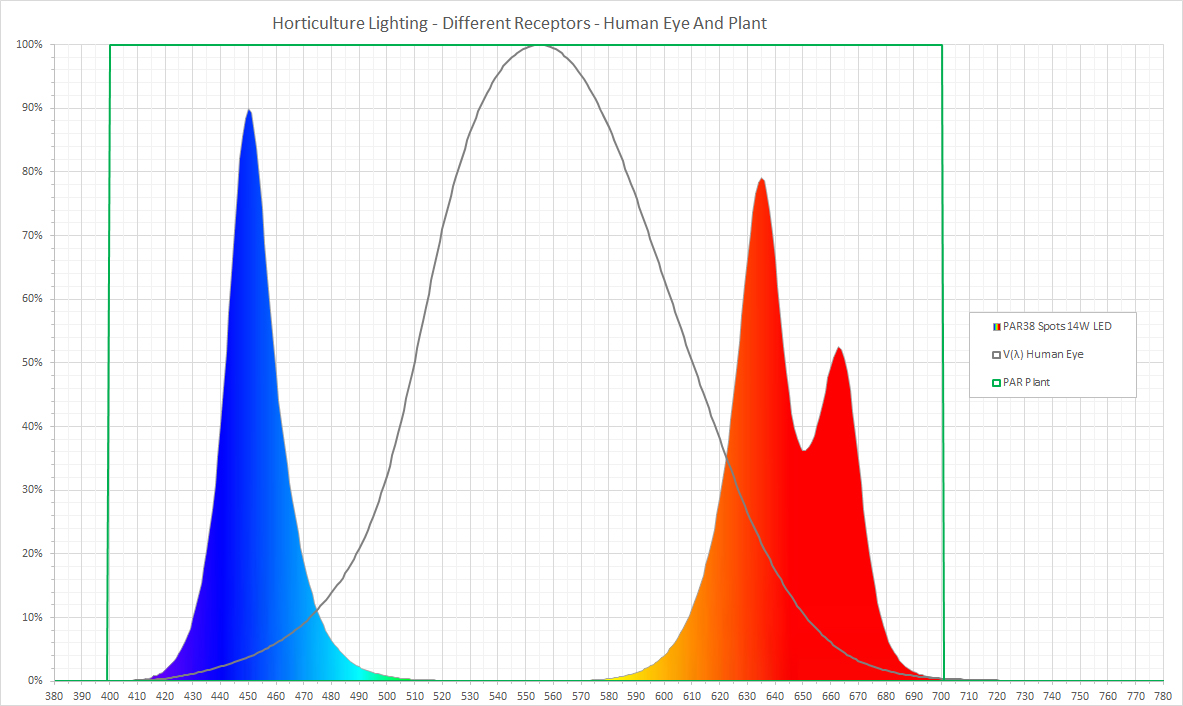 Horticulture Lighting - Different Receptors - Human Eye And Plant
100%
90%
80%
70%
60%
50%
40%
30%
20%
10%
0%
380 390 400 410 420 430 440 450 460 470 480 490 500 510 520 530 540 550 560 570 580 590 600 610 620 630 640 650 660 670 680 690 700 710 720 730 740 750 760 770 780
PAR38 Spots 14W LED
V(λ) Human Eye
PAR Plant